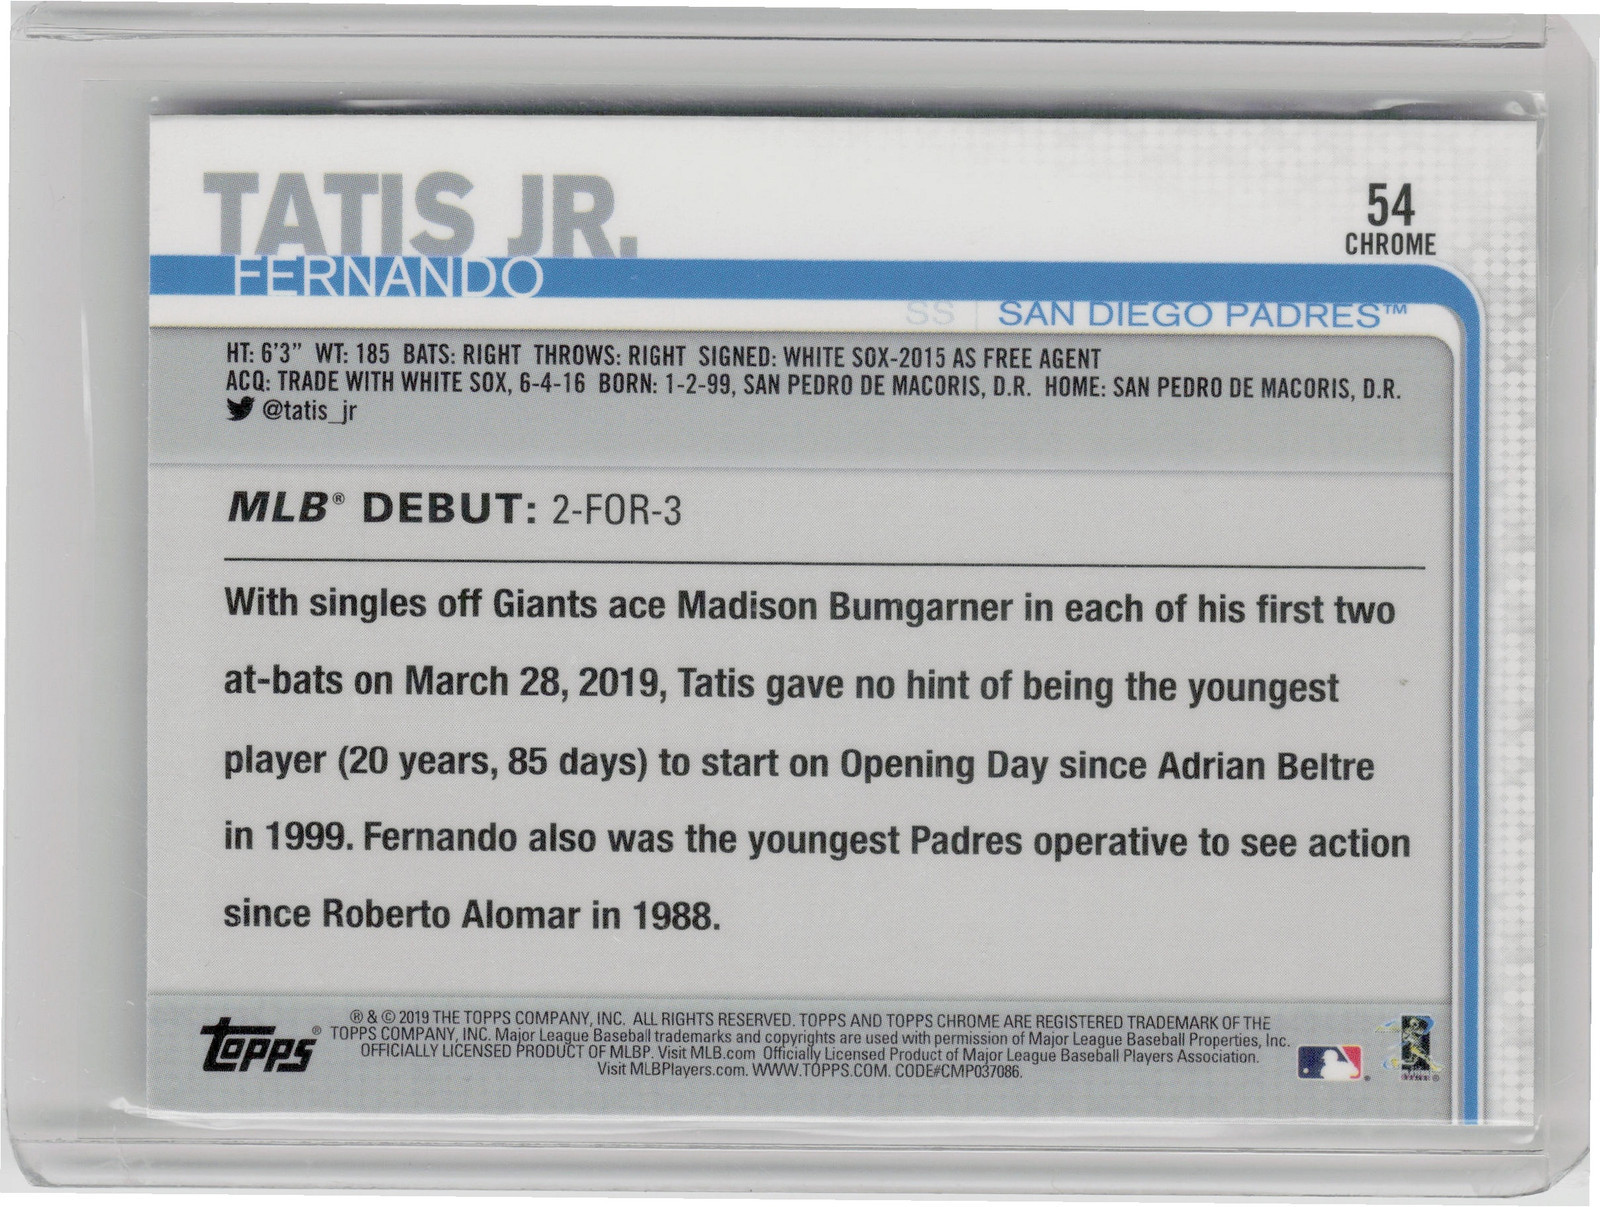 TATIS JR.
FERNANDO
54
CHROME
SS | SAN DIEGO PADRES™
HT: 6'3" WT: 185 BATS: RIGHT THROWS: RIGHT SIGNED: WHITE SOX-2015 AS FREE AGENT
ACQ: TRADE WITH WHITE SOX, 6-4-16 BORN: 1-2-99, SAN PEDRO DE MACORIS, D.R. HOME: SAN PEDRO DE MACORIS, D.R.
@tatis_jr
MLB® DEBUT: 2-FOR-3
With singles off Giants ace Madison Bumgarner in each of his first two
at-bats on March 28, 2019, Tatis gave no hint of being the youngest
player (20 years, 85 days) to start on Opening Day since Adrian Beltre
in 1999. Fernando also was the youngest Padres operative to see action
since Roberto Alomar in 1988.
topps®
® & © 2019 THE TOPPS COMPANY, INC. ALL RIGHTS RESERVED. TOPPS AND TOPPS CHROME ARE REGISTERED TRADEMARK OF THE
TOPPS COMPANY, INC. Major League Baseball trademarks and copyrights are used with permission of Major League Baseball Properties, Inc.
OFFICIALLY LICENSED PRODUCT OF MLBP. Visit MLB.com Officially Licensed Product of Major League Baseball Players Association.
Visit MLBPlayers.com. WWW.TOPPS.COM. CODE#CMP037086.